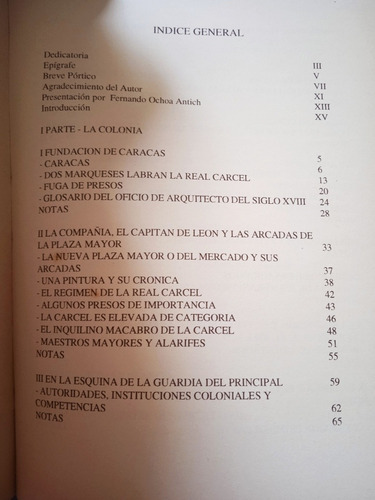 INDICE GENERAL
Dedicatoria III
Epígrafe V
Breve Pórtico VII
Agradecimiento del Autor XI
Presentación por Fernando Ochoa Antich XIII
Introducción XV
I PARTE - LA COLONIA
I FUNDACION DE CARACAS 5
- CARACAS 6
- DOS MARQUESES LABRAN LA REAL CARCEL 13
- FUGA DE PRESOS 20
- GLOSARIO DEL OFICIO DE ARQUITECTO DEL SIGLO XVIII 24
NOTAS 28
II LA COMPAÑIA, EL CAPITAN DE LEON Y LAS ARCADAS DE
LA PLAZA MAYOR 33
- LA NUEVA PLAZA MAYOR O DEL MERCADO Y SUS
ARCADAS 37
- UNA PINTURA Y SU CRONICA 38
- EL REGIMEN DE LA REAL CARCEL 42
- ALGUNOS PRESOS DE IMPORTANCIA 43
- LA CARCEL ES ELEVADA DE CATEGORIA 46
- EL INQUILINO MACABRO DE LA CARCEL 48
- MAESTROS MAYORES Y ALARIFES 51
NOTAS 55
III EN LA ESQUINA DE LA GUARDIA DEL PRINCIPAL 59
- AUTORIDADES, INSTITUCIONES COLONIALES Y
COMPETENCIAS 62
NOTAS 65